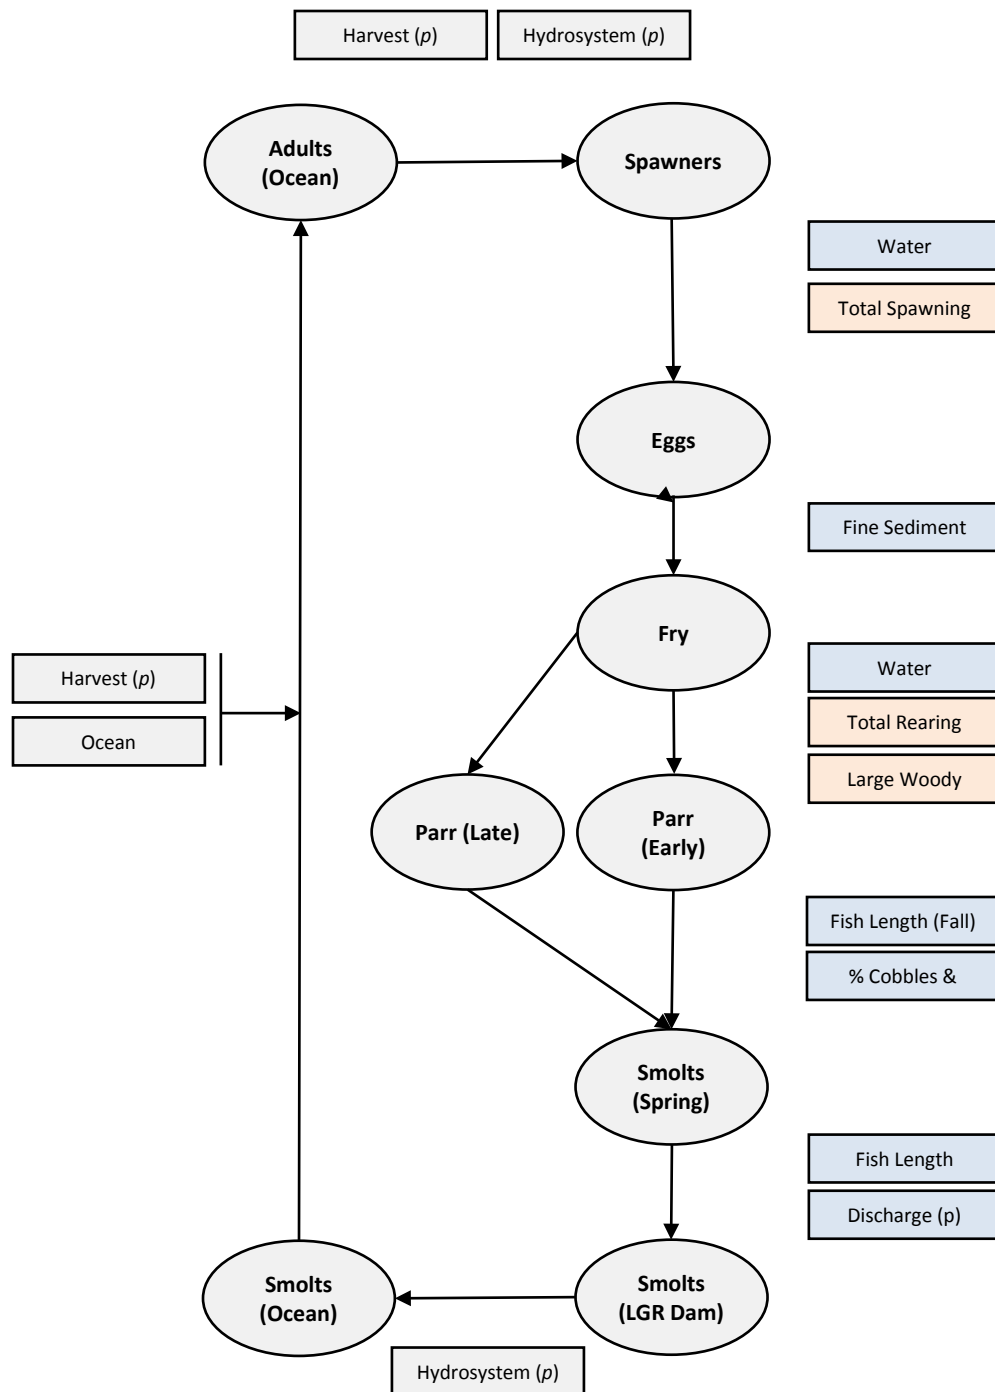 Harvest (p)
Hydrosystem (p)
Adults
(Ocean)
Spawners
Water
Total Spawning
Eggs
Fine Sediment
Fry
Harvest (p)
Ocean
Water
Total Rearing
Large Woody
Parr (Late)
Parr
(Early)
Fish Length (Fall)
% Cobbles &
Smolts
(Spring)
Fish Length
Discharge (p)
Smolts
(Ocean)
Smolts
(LGR Dam)
Hydrosystem (p)